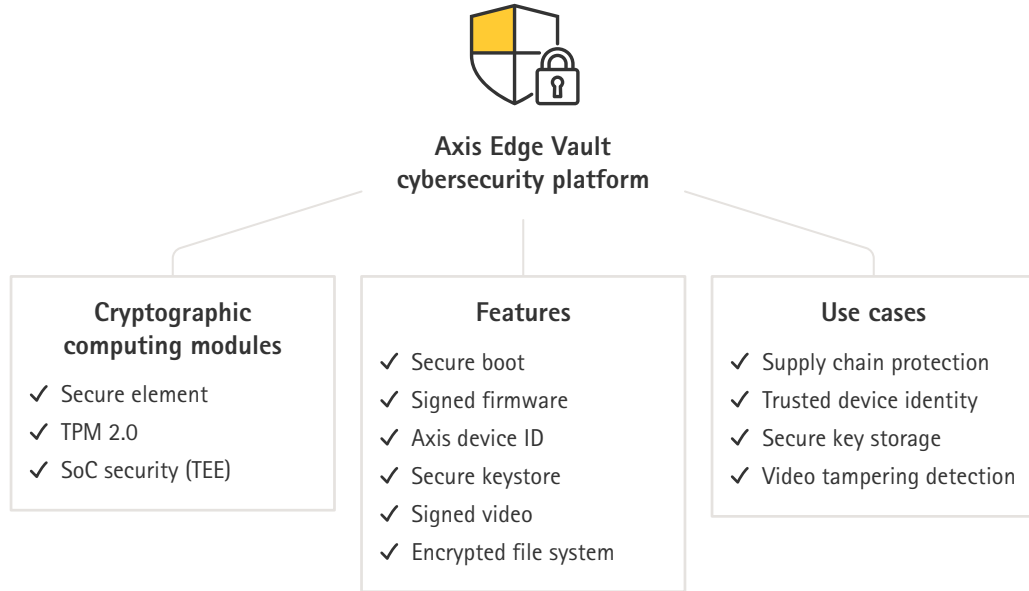 Axis Edge Vault
cybersecurity platform
Cryptographic
computing modules
✓ Secure element
✓ TPM 2.0
✓ SoC security (TEE)
Features
✓ Secure boot
✓ Signed firmware
✓ Axis device ID
✓ Secure keystore
✓ Signed video
✓ Encrypted file system
Use cases
✓ Supply chain protection
✓ Trusted device identity
✓ Secure key storage
✓ Video tampering detection